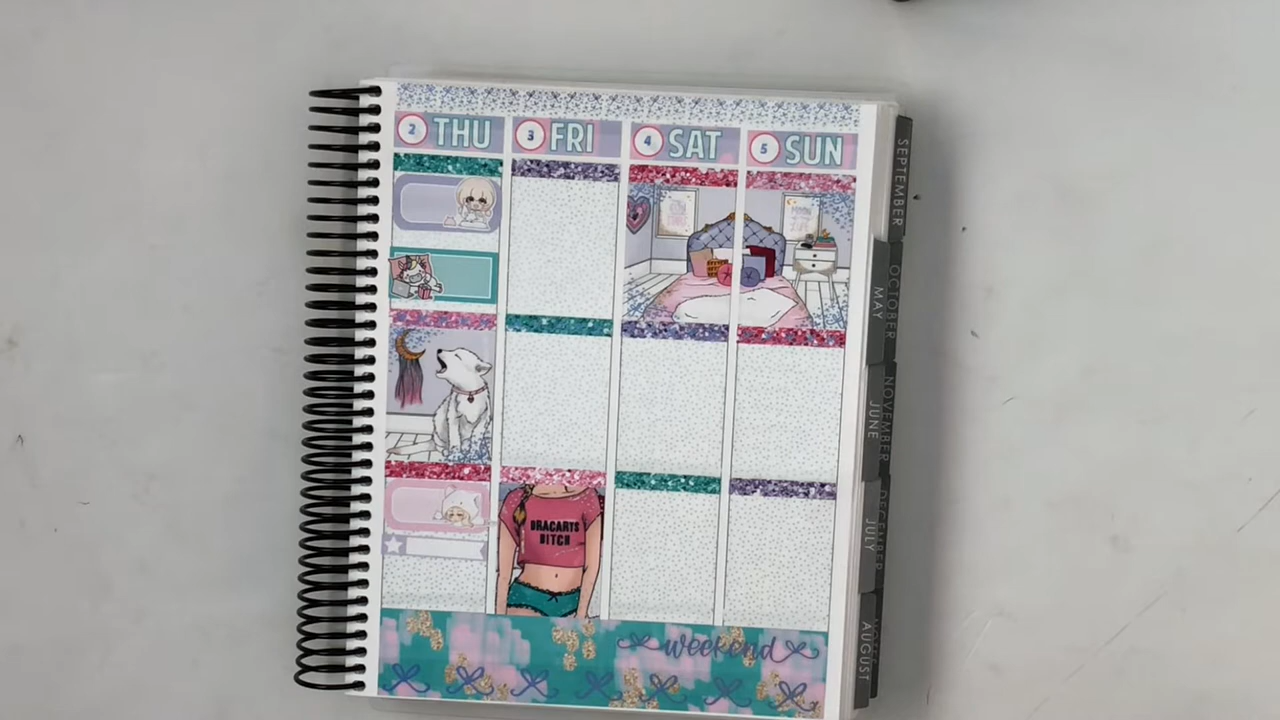 2 THU
3 FRI
4 SAT
5 SUN
DRACARYS
BITCH
weekend
SEPTEMBER
OCTOBER
MAY
NOVEMBER
JUNE
DECEMBER
JULY
AUGUST